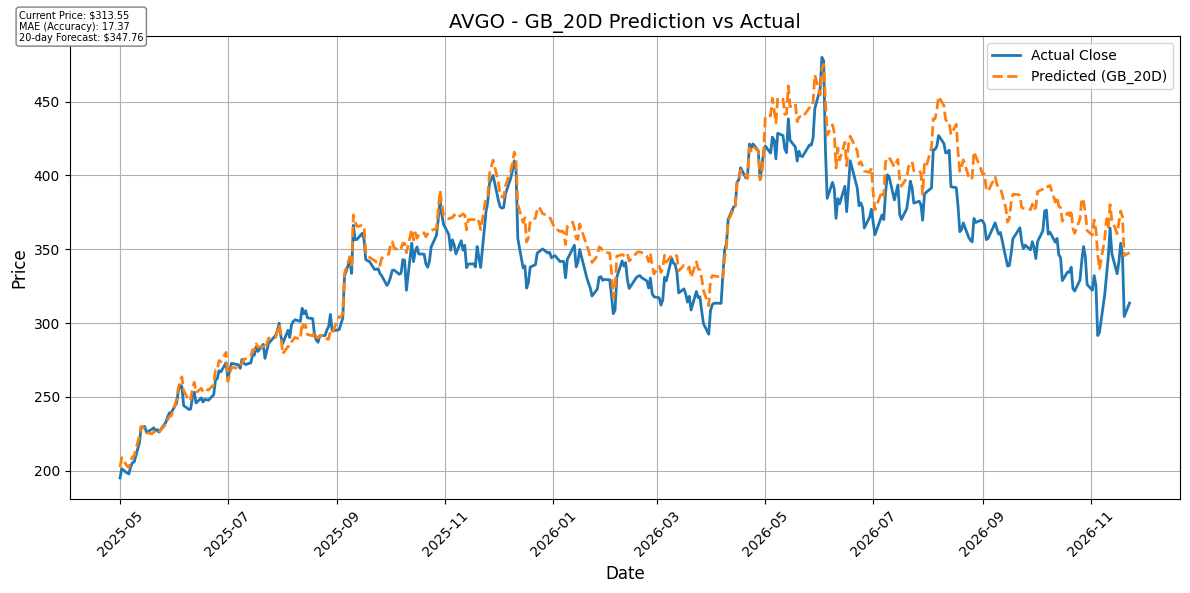 AVGO - GB_20D Prediction vs Actual
Current Price: $313.55
MAE (Accuracy): 17.37
20-day Forecast: $347.76
Actual Close
Predicted (GB_20D)
Price
450
400
350
300
250
200
2025-05
2025-07
2025-09
2025-11
2026-01
2026-03
2026-05
2026-07
2026-09
2026-11
Date